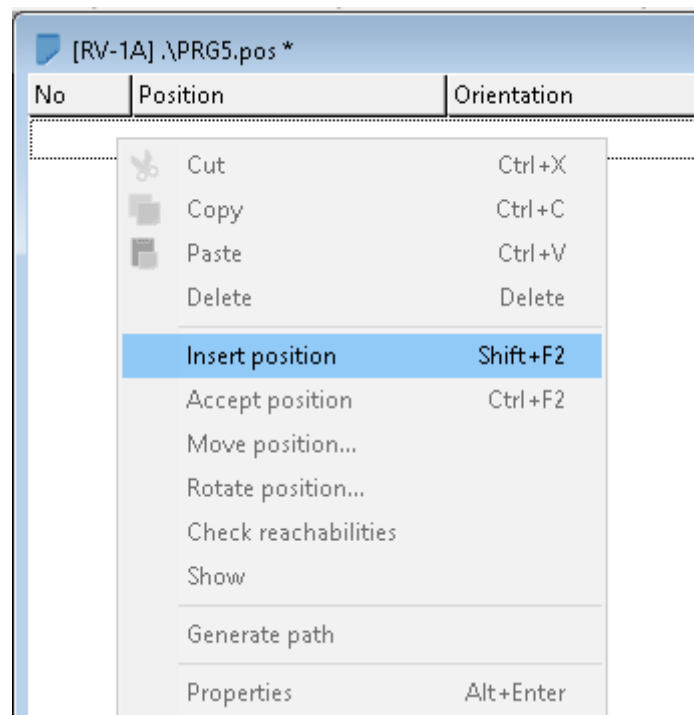 [RV-1A] .\PRG5.pos *
No Position Orientation
Cut Ctrl+X
Copy Ctrl+C
Paste Ctrl+V
Delete Delete
Insert position Shift+F2
Accept position Ctrl+F2
Move position...
Rotate position...
Check reachabilities
Show
Generate path
Properties Alt+Enter